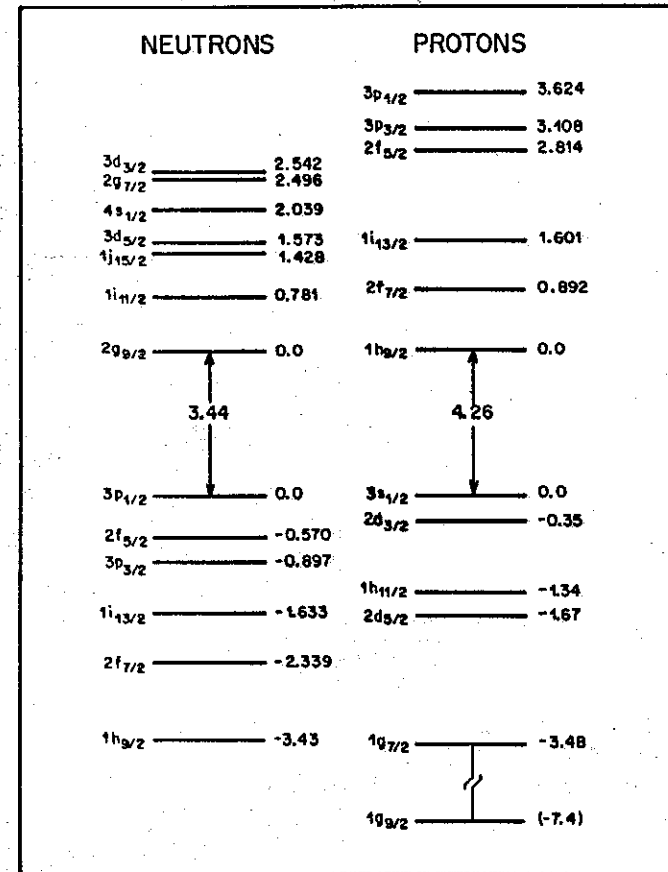 NEUTRONS PROTONS
3p1/2 3.624
3p3/2 3.108
2f5/2 2.814
3d3/2 2.542
2g7/2 2.496
4s1/2 2.039
3d5/2 1.573
1j15/2 1.428
1i13/2 1.601
1i11/2 0.781
2f7/2 0.892
2g9/2 0.0
1h9/2 0.0
3.44
4.26
3p1/2 0.0
3s1/2 0.0
2f5/2 -0.570
2d3/2 -0.35
3p3/2 -0.897
1i13/2 -1.633
1h11/2 -1.34
2d5/2 -1.67
2f7/2 -2.339
1h9/2 -3.43
1g7/2 -3.48
1g9/2 (-7.4)